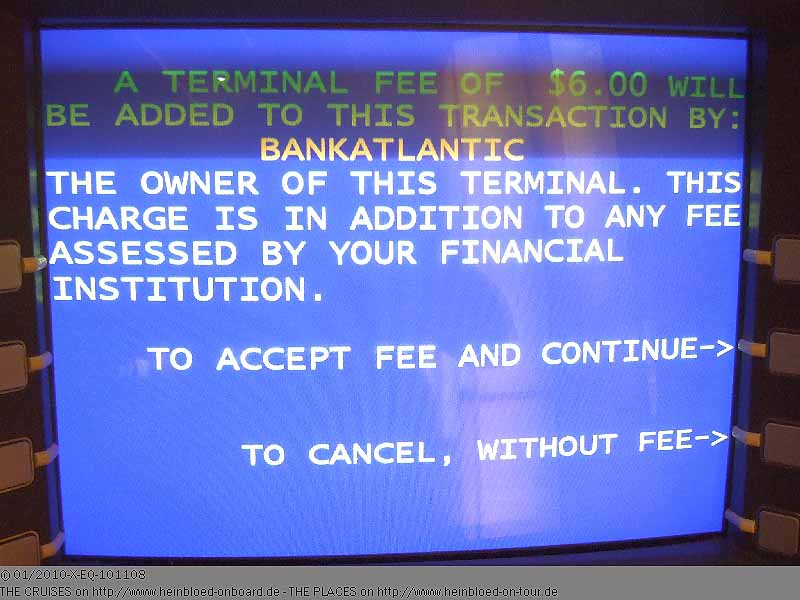 A TERMINAL FEE OF $6.00 WILL
BE ADDED TO THIS TRANSACTION BY:
BANKATLANTIC
THE OWNER OF THIS TERMINAL. THIS
CHARGE IS IN ADDITION TO ANY FEE
ASSESSED BY YOUR FINANCIAL
INSTITUTION.
TO ACCEPT FEE AND CONTINUE->
TO CANCEL, WITHOUT FEE->
©01/2010-X-EQ-101108
THE CRUISES on http://www.heinbloed-onboard.de - THE PLACES on http://www.heinbloed-on-tour.de